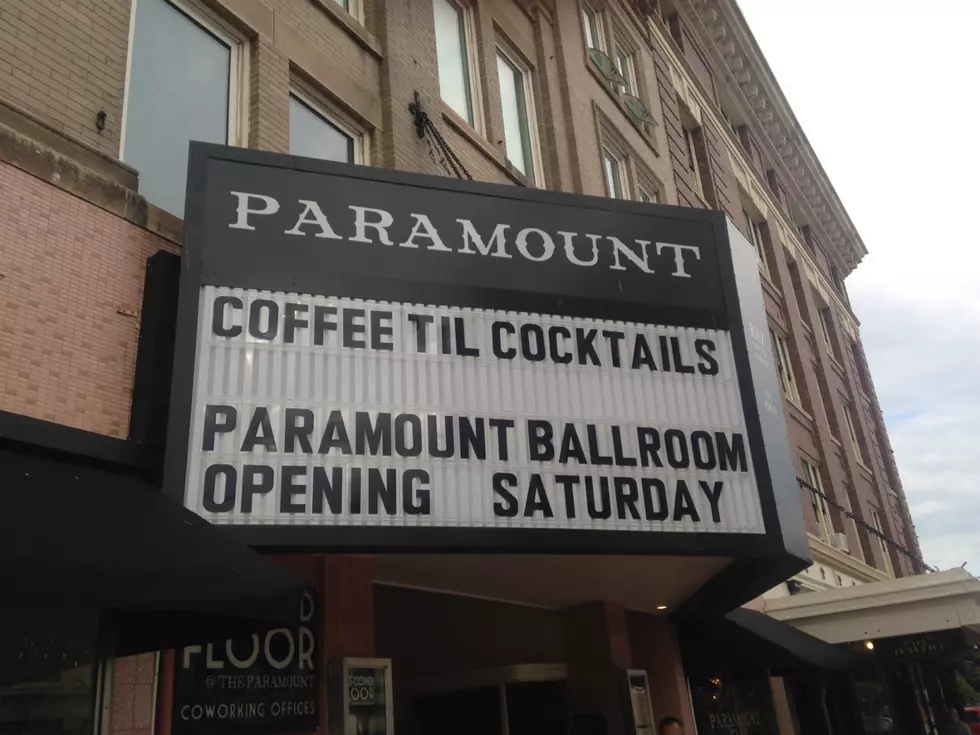 PARAMOUNT
COFFEE TIL COCKTAILS
PARAMOUNT BALLROOM
OPENING SATURDAY
FLOOR
@ THE PARAMOUNT
COWORKING OFFICES
PARAMOUNT